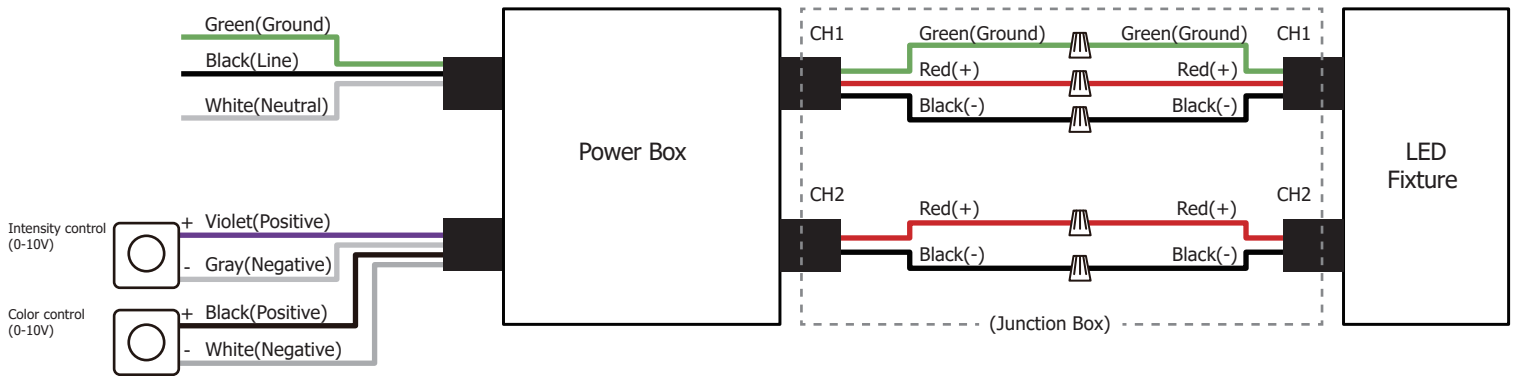 Green(Ground)
Black(Line)
White(Neutral)
Intensity control
(0-10V)
+ Violet(Positive)
- Gray(Negative)
Color control
(0-10V)
+ Black(Positive)
- White(Negative)
Power Box
CH1
Green(Ground)
Green(Ground)
CH1
Red(+)
Red(+)
Black(-)
Black(-)
CH2
Red(+)
Red(+)
CH2
Black(-)
Black(-)
(Junction Box)
LED
Fixture